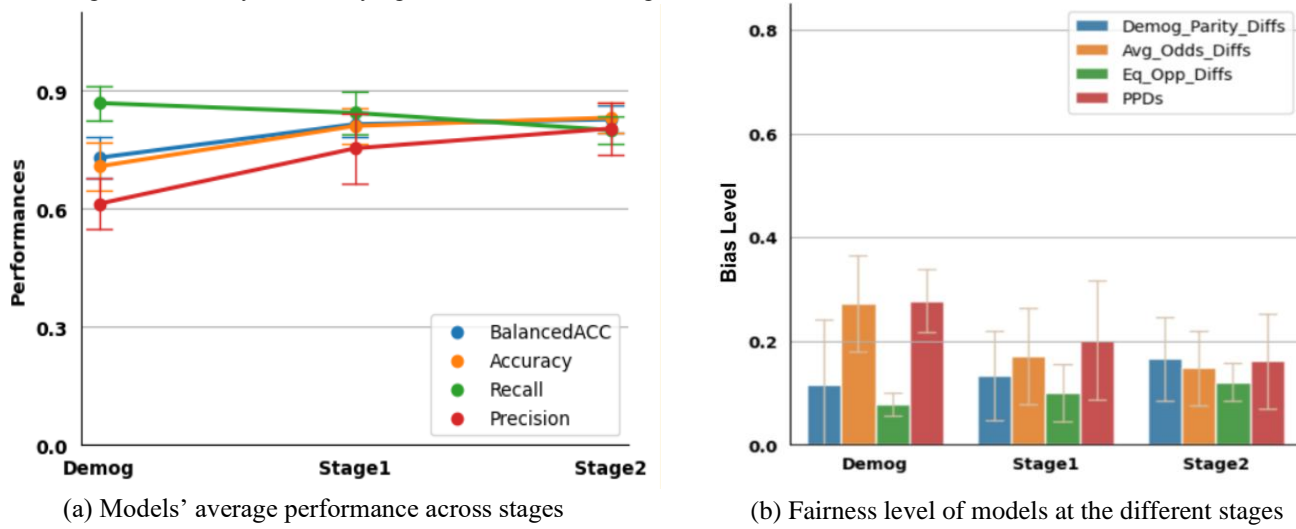 0.9
0.6
0.3
0.0
Performances
BalancedACC
Accuracy
Recall
Precision
Demog
Stage1
Stage2
(a) Models’ average performance across stages
0.8
0.6
0.4
0.2
0.0
Bias Level
Demog_Parity_Diffs
Avg_Odds_Diffs
Eq_Opp_Diffs
PPDs
Demog
Stage1
Stage2
(b) Fairness level of models at the different stages